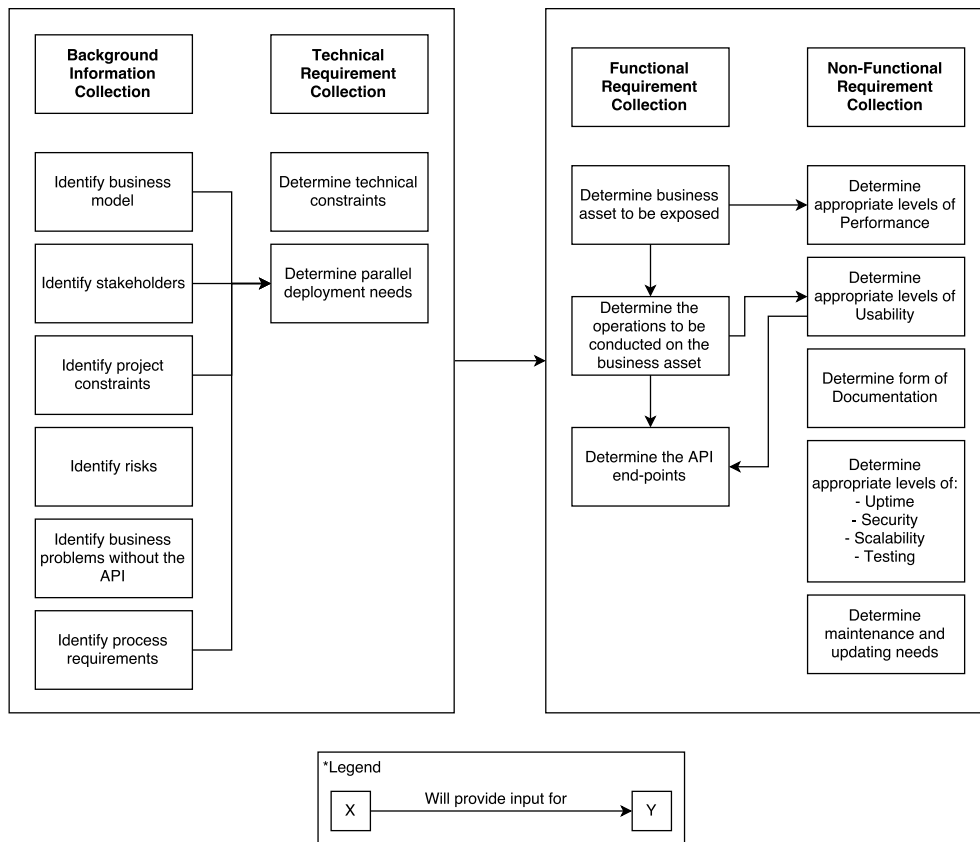 Background
Information
Collection
Technical
Requirement
Collection
Identify business
model
Identify stakeholders
Identify project
constraints
Identify risks
Identify business
problems without the
API
Identify process
requirements
Determine technical
constraints
Determine parallel
deployment needs
Functional
Requirement
Collection
Non-Functional
Requirement
Collection
Determine business
asset to be exposed
Determine the
operations to be
conducted on the
business asset
Determine the API
end-points
Determine
appropriate levels of
Performance
Determine
appropriate levels of
Usability
Determine form of
Documentation
Determine
appropriate levels of:
- Uptime
- Security
- Scalability
- Testing
Determine
maintenance and
updating needs
*Legend
X
Will provide input for
Y